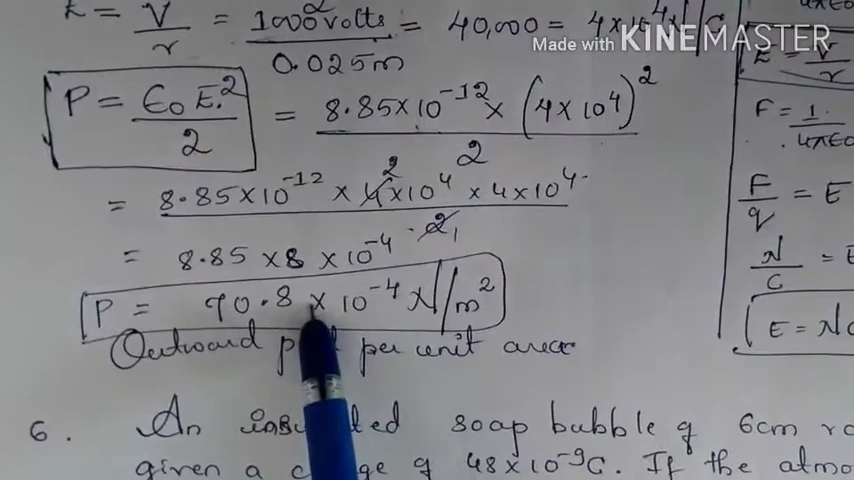 E = V/r = 1000 volts / 0.025m = 40,000 = 4×10⁴
Made with KINEMASTER
P = ϵ₀E²/2 = 8.85×10⁻¹² × (4×10⁴)² / 2
= 8.85×10⁻¹² × 4×10⁴ × 4×10⁴ / 2
= 8.85 × 8 × 10⁻⁴
P = 70.8 × 10⁻⁴ N/m²
Outward per unit area
6. An soap bubble of 6cm
given a of 48×10⁻⁹C. If the
E = V/r
F = 1/4πϵ₀
F/q = E
N/C =
E = N